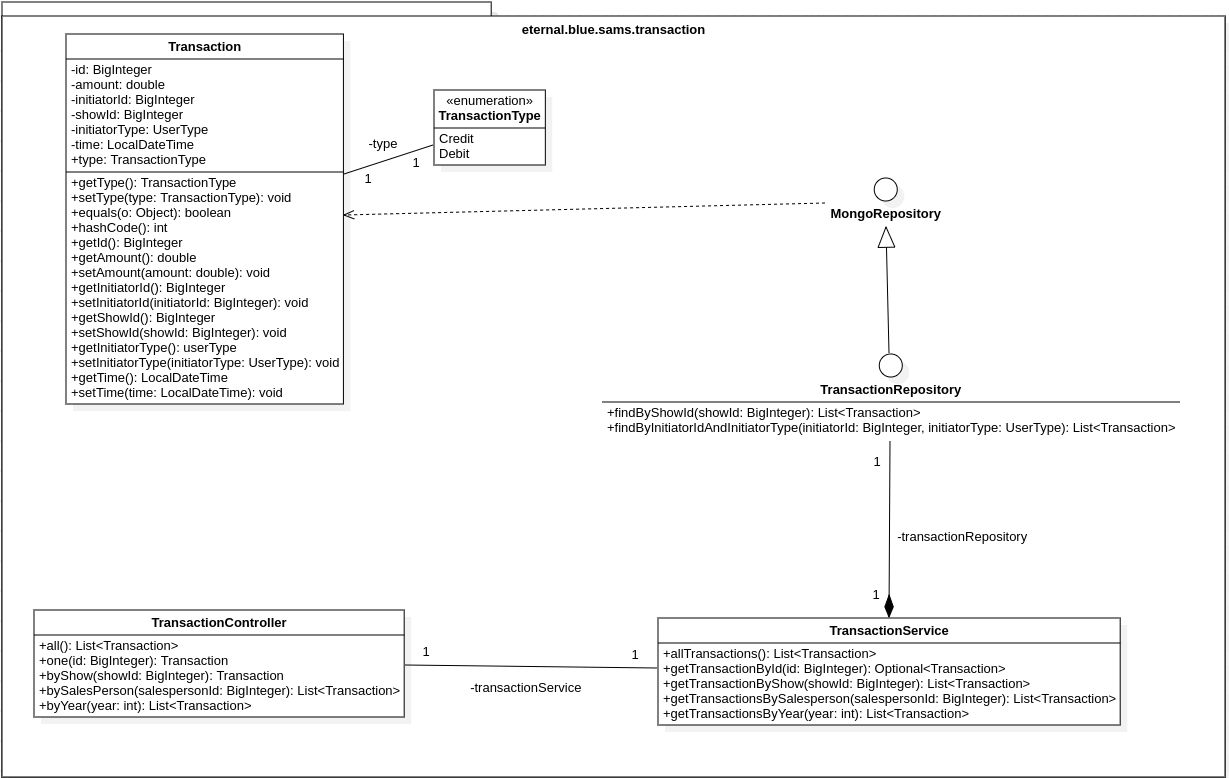 eternal.blue.sams.transaction
Transaction
-id: BigInteger
-amount: double
-initiatorId: BigInteger
-showId: BigInteger
-initiatorType: UserType
-time: LocalDateTime
+type: TransactionType
+getType(): TransactionType
+setType(type: TransactionType): void
+equals(o: Object): boolean
+hashCode(): int
+getId(): BigInteger
+getAmount(): double
+setAmount(amount: double): void
+getInitiatorId(): BigInteger
+setInitiatorId(initiatorId: BigInteger): void
+getShowId(): BigInteger
+setShowId(showId: BigInteger): void
+getInitiatorType(): userType
+setInitiatorType(initiatorType: UserType): void
+getTime(): LocalDateTime
+setTime(time: LocalDateTime): void
-type
1
1
«enumeration»
TransactionType
Credit
Debit
MongoRepository
TransactionRepository
+findByShowId(showId: BigInteger): List<Transaction>
+findByInitiatorIdAndInitiatorType(initiatorId: BigInteger, initiatorType: UserType): List<Transaction>
1
-transactionRepository
1
TransactionController
+all(): List<Transaction>
+one(id: BigInteger): Transaction
+byShow(showId: BigInteger): Transaction
+bySalesPerson(salespersonId: BigInteger): List<Transaction>
+byYear(year: int): List<Transaction>
1
1
-transactionService
TransactionService
+allTransactions(): List<Transaction>
+getTransactionById(id: BigInteger): Optional<Transaction>
+getTransactionByShow(showId: BigInteger): List<Transaction>
+getTransactionsBySalesperson(salespersonId: BigInteger): List<Transaction>
+getTransactionsByYear(year: int): List<Transaction>